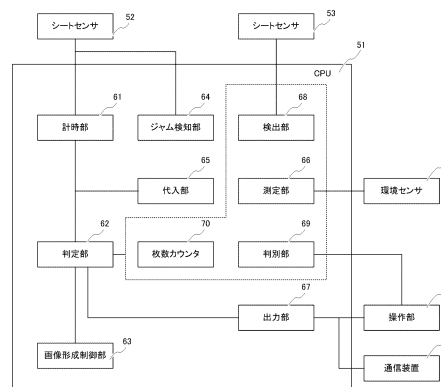 シートセンサ
52
シートセンサ
53
51
CPU
61
計時部
64
ジャム検知部
68
検出部
65
代入部
66
測定部
環境センサ
62
判定部
70
枚数カウンタ
69
判別部
67
出力部
操作部
画像形成制御部
63
通信装置